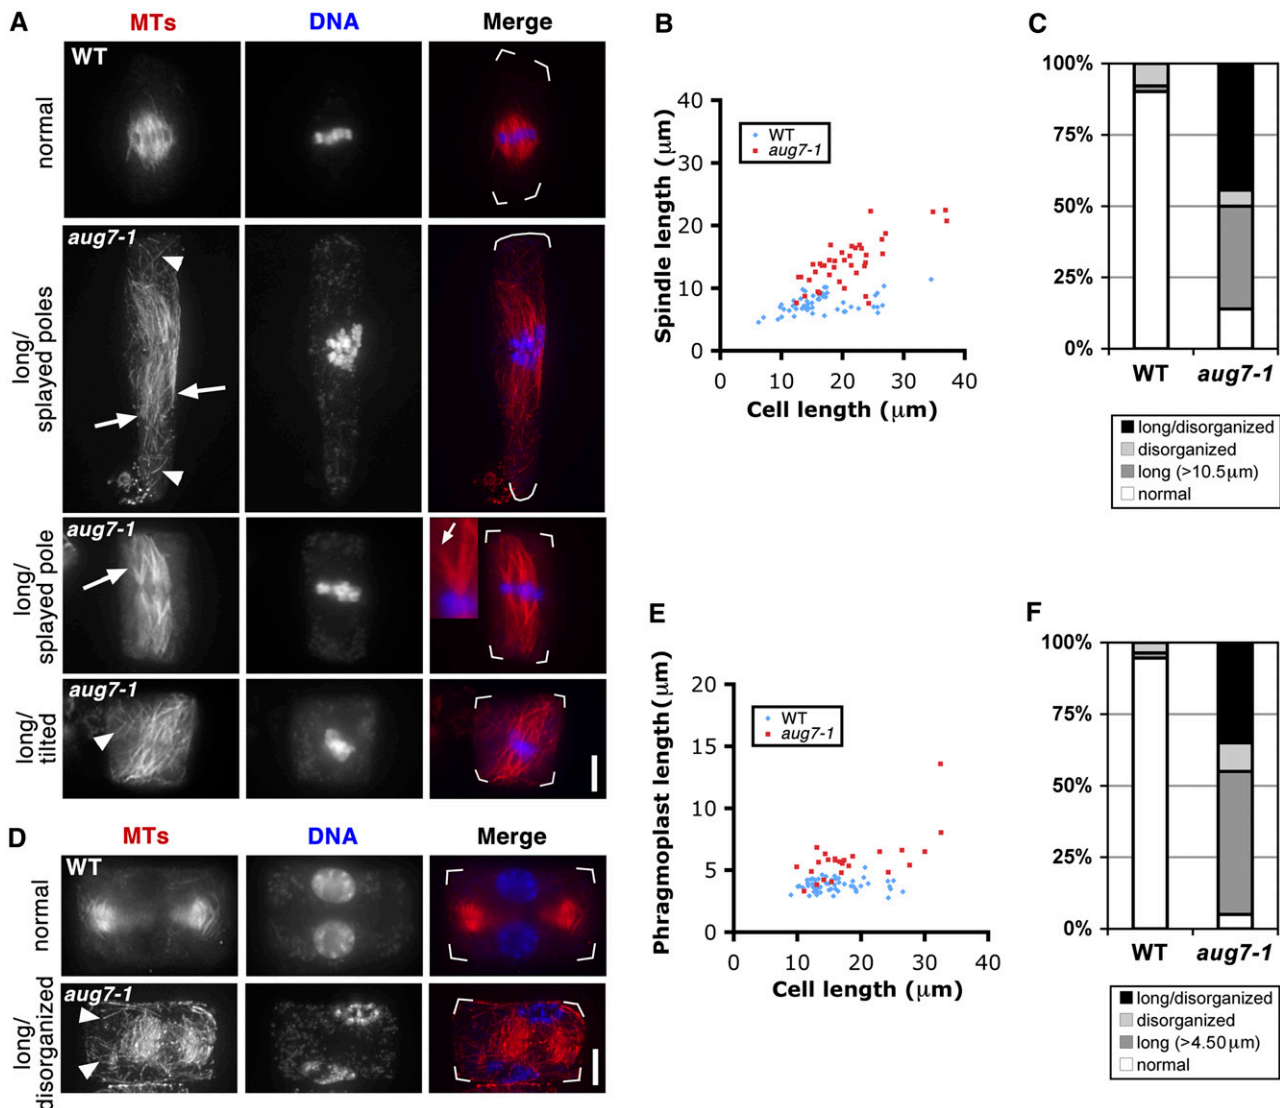 A
MTs
DNA
Merge
normal
WT
long/
splayed poles
aug7-1
long/
splayed pole
aug7-1
long/
tilted
aug7-1
B
Spindle length (μm)
40
30
20
10
0
WT
aug7-1
0 10 20 30 40
Cell length (μm)
C
100%
75%
50%
25%
0%
WT aug7-1
long/disorganized
disorganized
long (>10.5μm)
normal
D
MTs
DNA
Merge
normal
WT
long/
disorganized
aug7-1
E
Phragmoplast length(μm)
20
15
10
5
0
WT
aug7-1
0 10 20 30 40
Cell length (μm)
F
100%
75%
50%
25%
0%
WT aug7-1
long/disorganized
disorganized
long (>4.50μm)
normal